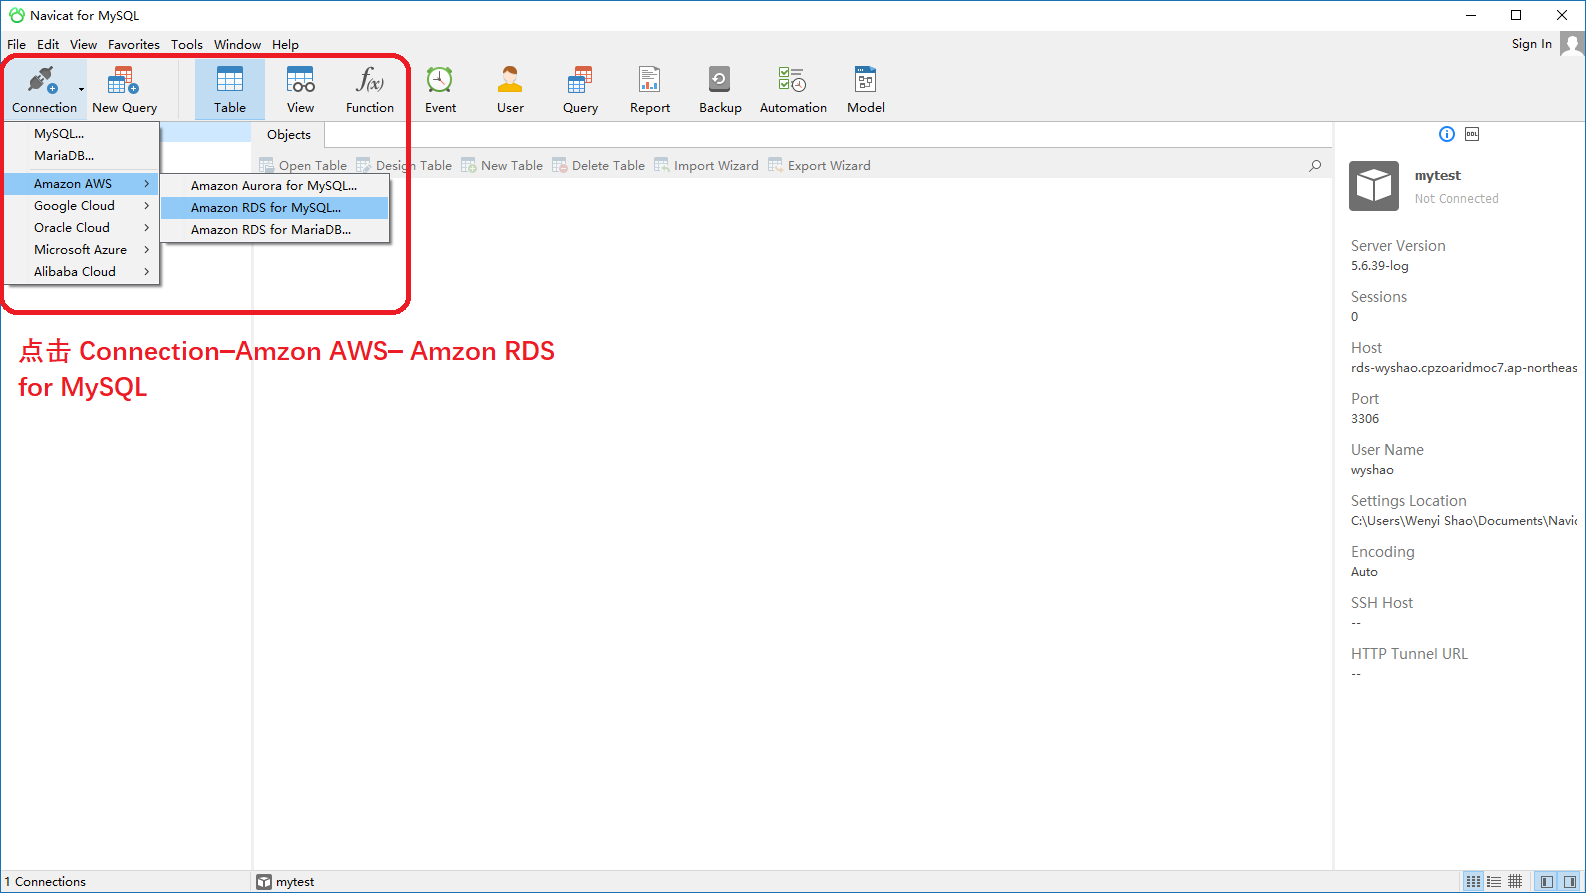 Navicat for MySQL
File Edit View Favorites Tools Window Help
Sign In
Connection New Query Table View Function Event User Query Report Backup Automation Model
MySQL...
MariaDB...
Amazon AWS
Google Cloud
Oracle Cloud
Microsoft Azure
Alibaba Cloud
Amazon Aurora for MySQL...
Amazon RDS for MySQL...
Amazon RDS for MariaDB...
Objects
Open Table Design Table New Table Delete Table Import Wizard Export Wizard
点击 Connection–Amzon AWS– Amzon RDS
for MySQL
DDL
mytest
Not Connected
Server Version
5.6.39-log
Sessions
0
Host
rds-wyshao.cpzoaridmoc7.ap-northeas
Port
3306
User Name
wyshao
Settings Location
C:\Users\Wenyi Shao\Documents\Navic
Encoding
Auto
SSH Host
--
HTTP Tunnel URL
--
1 Connections
mytest